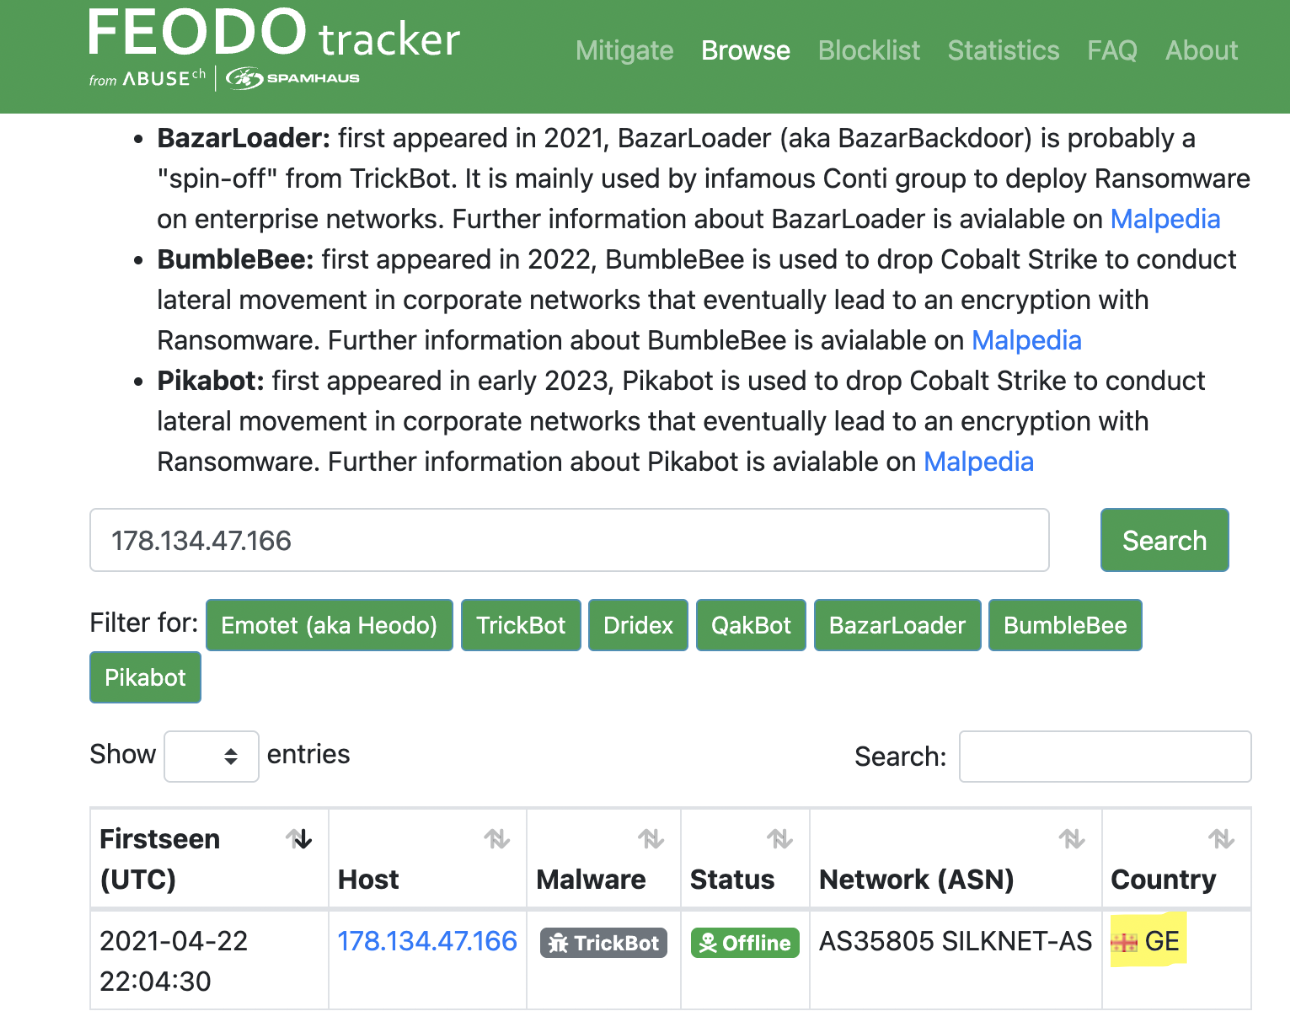 FEODO tracker
from ABUSE ch | SPAMHAUS
Mitigate Browse Blocklist Statistics FAQ About
• BazarLoader: first appeared in 2021, BazarLoader (aka BazarBackdoor) is probably a
"spin-off" from TrickBot. It is mainly used by infamous Conti group to deploy Ransomware
on enterprise networks. Further information about BazarLoader is avialable on Malpedia
• BumbleBee: first appeared in 2022, BumbleBee is used to drop Cobalt Strike to conduct
lateral movement in corporate networks that eventually lead to an encryption with
Ransomware. Further information about BumbleBee is avialable on Malpedia
• Pikabot: first appeared in early 2023, Pikabot is used to drop Cobalt Strike to conduct
lateral movement in corporate networks that eventually lead to an encryption with
Ransomware. Further information about Pikabot is avialable on Malpedia
178.134.47.166 Search
Filter for: Emotet (aka Heodo) TrickBot Dridex QakBot BazarLoader BumbleBee
Pikabot
Show entries Search:
Firstseen
(UTC) Host Malware Status Network (ASN) Country
2021-04-22 178.134.47.166 TrickBot Offline AS35805 SILKNET-AS GE
22:04:30